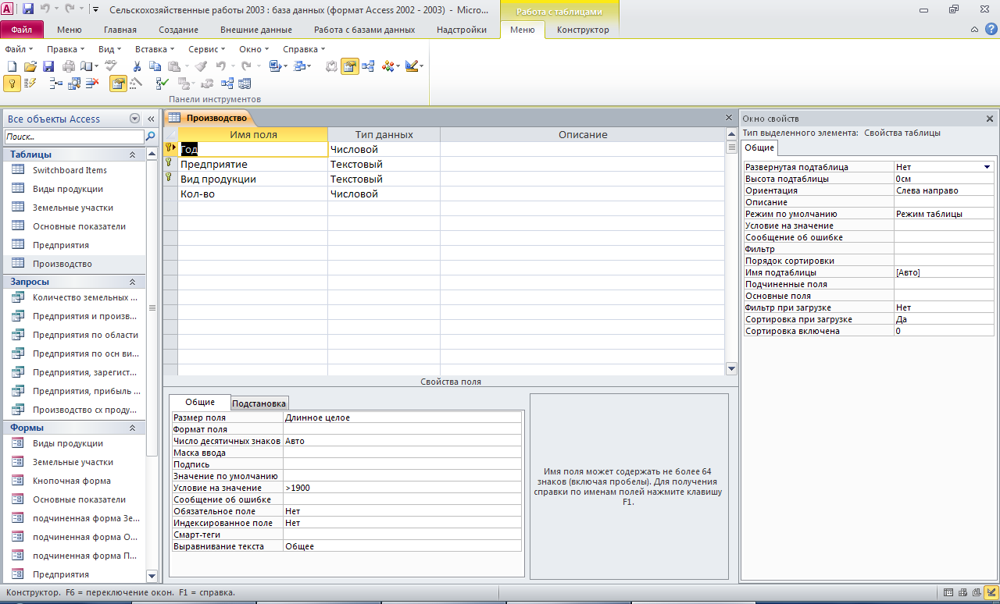 Сельскохозяйственные работы 2003 : база данных (формат Access 2002 - 2003) - Micro...
Работа с таблицами
Файл Меню Главная Создание Внешние данные Работа с базами данных Надстройки Меню Конструктор
Файл Правка Вид Вставка Сервис Окно Справка
Панели инструментов
Все объекты Access
Поиск...
Таблицы
Switchboard Items
Виды продукции
Земельные участки
Основные показатели
Предприятия
Производство
Запросы
Количество земельных ...
Предприятия и произв...
Предприятия по области
Предприятия по осн ви...
Предприятия, зарегист...
Предприятия, прибыль ...
Производство сх проду...
Формы
Виды продукции
Земельные участки
Кнопочная форма
Основные показатели
подчиненная форма Зе...
подчиненная форма О...
подчиненная форма П...
Предприятия
Производство
Имя поля Тип данных Описание
Год Числовой
Предприятие Текстовый
Вид продукции Текстовый
Кол-во Числовой
Свойства поля
Общие Подстановка
Размер поля Длинное целое
Формат поля
Число десятичных знаков Авто
Маска ввода
Подпись
Значение по умолчанию
Условие на значение >1900
Сообщение об ошибке
Обязательное поле Нет
Индексированное поле Нет
Смарт-теги
Выравнивание текста Общее
Имя поля может содержать не более 64
знаков (включая пробелы). Для получения
справки по именам полей нажмите клавишу
F1.
Окно свойств
Тип выделенного элемента: Свойства таблицы
Общие
Развернутая подтаблица Нет
Высота подтаблицы 0см
Ориентация Слева направо
Описание
Режим по умолчанию Режим таблицы
Условие на значение
Сообщение об ошибке
Фильтр
Порядок сортировки
Имя подтаблицы [Авто]
Подчиненные поля
Основные поля
Фильтр при загрузке Нет
Сортировка при загрузке Да
Сортировка включена 0
Конструктор. F6 = переключение окон. F1 = справка.